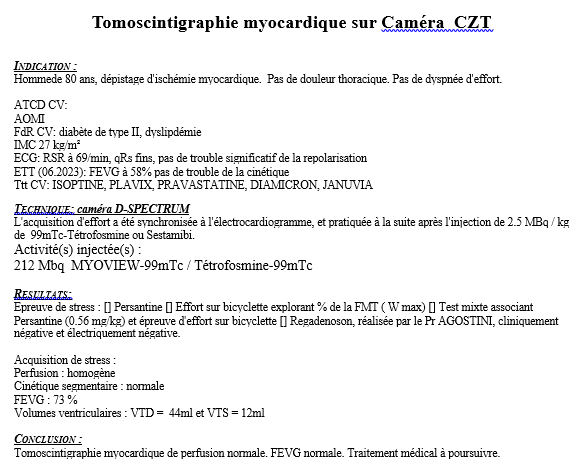 Tomoscintigraphie myocardique sur Caméra  CZT
INDICATION :
Hommede 80 ans, dépistage d'ischémie myocardique.  Pas de douleur thoracique. Pas de dyspnée d'effort.
ATCD CV:
AOMI
FdR CV: diabète de type II, dyslipdémie
IMC 27 kg/m²
ECG: RSR à 69/min, qRs fins, pas de trouble significatif de la repolarisation
ETT (06.2023): FEVG à 58% pas de trouble de la cinétique
Ttt CV: ISOPTINE, PLAVIX, PRAVASTATINE, DIAMICRON, JANUVIA
TECHNIQUE: caméra D-SPECTRUM
L'acquisition d'effort a été synchronisée à l'électrocardiogramme, et pratiquée à la suite après l'injection de 2.5 MBq / kg
de  99mTc-Tétrofosmine ou Sestamibi.
Activité(s) injectée(s) :
212 Mbq  MYOVIEW-99mTc / Tétrofosmine-99mTc
RESULTATS:
Epreuve de stress : [] Persantine [] Effort sur bicyclette explorant % de la FMT ( W max) [] Test mixte associant
Persantine (0.56 mg/kg) et épreuve d'effort sur bicyclette [] Regadenoson, réalisée par le Pr AGOSTINI, cliniquement
négative et électriquement négative.
Acquisition de stress :
Perfusion : homogène
Cinétique segmentaire : normale
FEVG : 73 %
Volumes ventriculaires : VTD =  44ml et VTS = 12ml
CONCLUSION :
Tomoscintigraphie myocardique de perfusion normale. FEVG normale. Traitement médical à poursuivre.